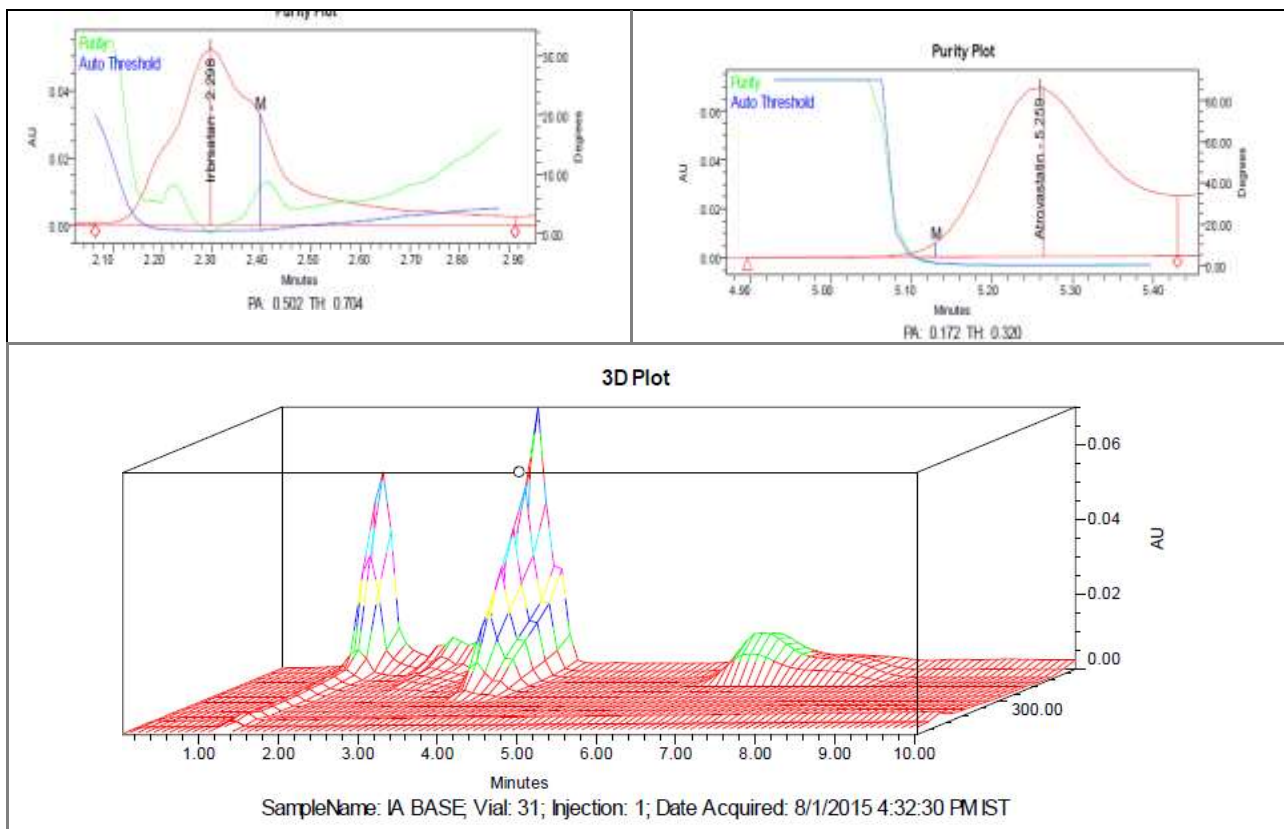 Purity Plot
Purity
Auto Threshold
Irbrsatan - 2.298
M
AU
0.04
0.02
0.00
30.00
20.00
10.00
0.00
Degrees
2.10 2.20 2.30 2.40 2.50 2.60 2.70 2.80 2.90
Minutes
PA: 0.502 TH: 0.704
Purity Plot
Purity
Auto Threshold
Atrovastatin - 5.259
M
AU
0.06
0.04
0.02
0.00
60.00
40.00
20.00
0.00
Degrees
4.90 5.00 5.10 5.20 5.30 5.40
Minutes
PA: 0.172 TH: 0.320
3D Plot
0.06
0.04
0.02
0.00
AU
300.00
1.00 2.00 3.00 4.00 5.00 6.00 7.00 8.00 9.00 10.00
Minutes
SampleName: IA BASE; Vial: 31; Injection: 1; Date Acquired: 8/1/2015 4:32:30 PM IST